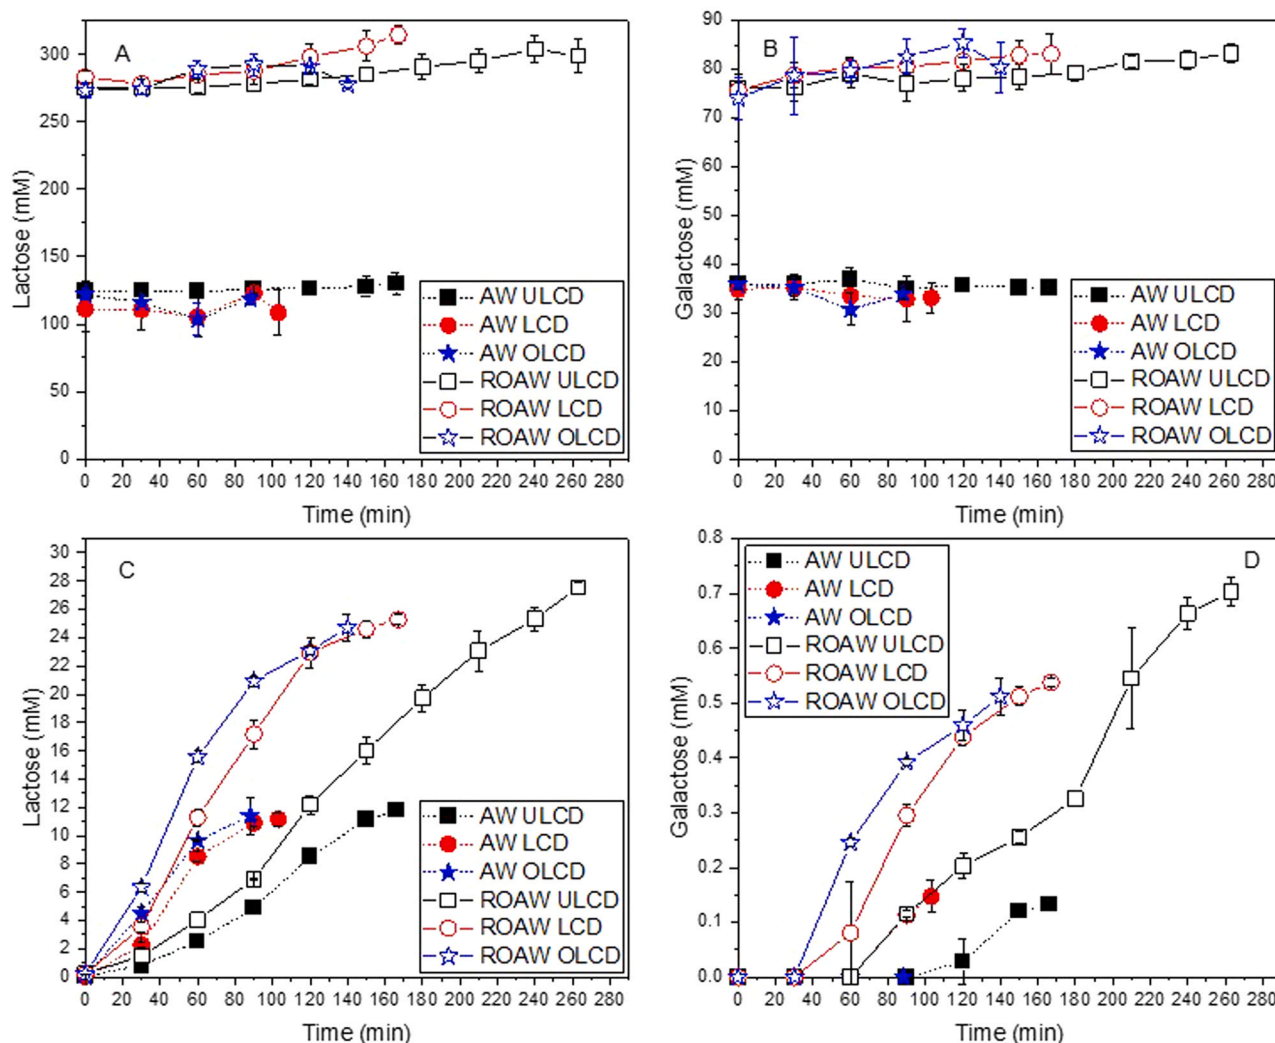 A
Lactose (mM)
300
250
200
150
100
50
0
AW ULCD
AW LCD
AW OLCD
ROAW ULCD
ROAW LCD
ROAW OLCD
0 20 40 60 80 100 120 140 160 180 200 220 240 260 280
Time (min)
B
Galactose (mM)
90
80
70
60
50
40
30
20
10
0
AW ULCD
AW LCD
AW OLCD
ROAW ULCD
ROAW LCD
ROAW OLCD
0 20 40 60 80 100 120 140 160 180 200 220 240 260 280
Time (min)
C
Lactose (mM)
30
28
26
24
22
20
18
16
14
12
10
8
6
4
2
0
AW ULCD
AW LCD
AW OLCD
ROAW ULCD
ROAW LCD
ROAW OLCD
0 20 40 60 80 100 120 140 160 180 200 220 240 260 280
Time (min)
D
Galactose (mM)
0.8
0.7
0.6
0.5
0.4
0.3
0.2
0.1
0.0
AW ULCD
AW LCD
AW OLCD
ROAW ULCD
ROAW LCD
ROAW OLCD
0 20 40 60 80 100 120 140 160 180 200 220 240 260 280
Time (min)